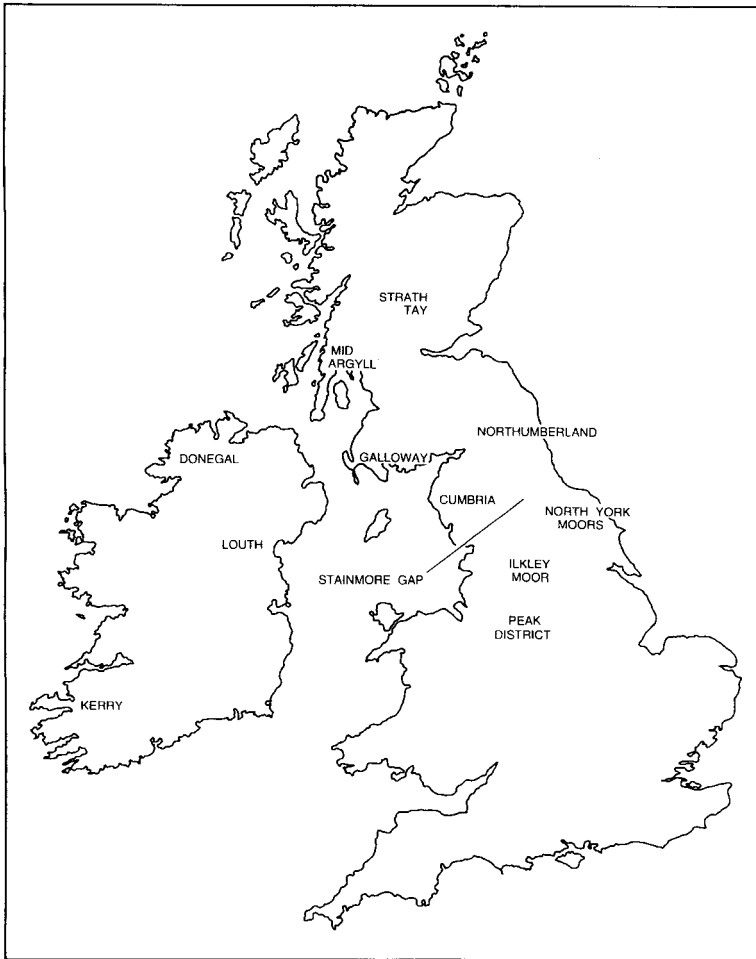 STRATH
TAY
MID
ARGYLL
NORTHUMBERLAND
DONEGAL
GALLOWAY
CUMBRIA
NORTH YORK
MOORS
LOUTH
ILKLEY
MOOR
STAINMORE GAP
PEAK
DISTRICT
KERRY